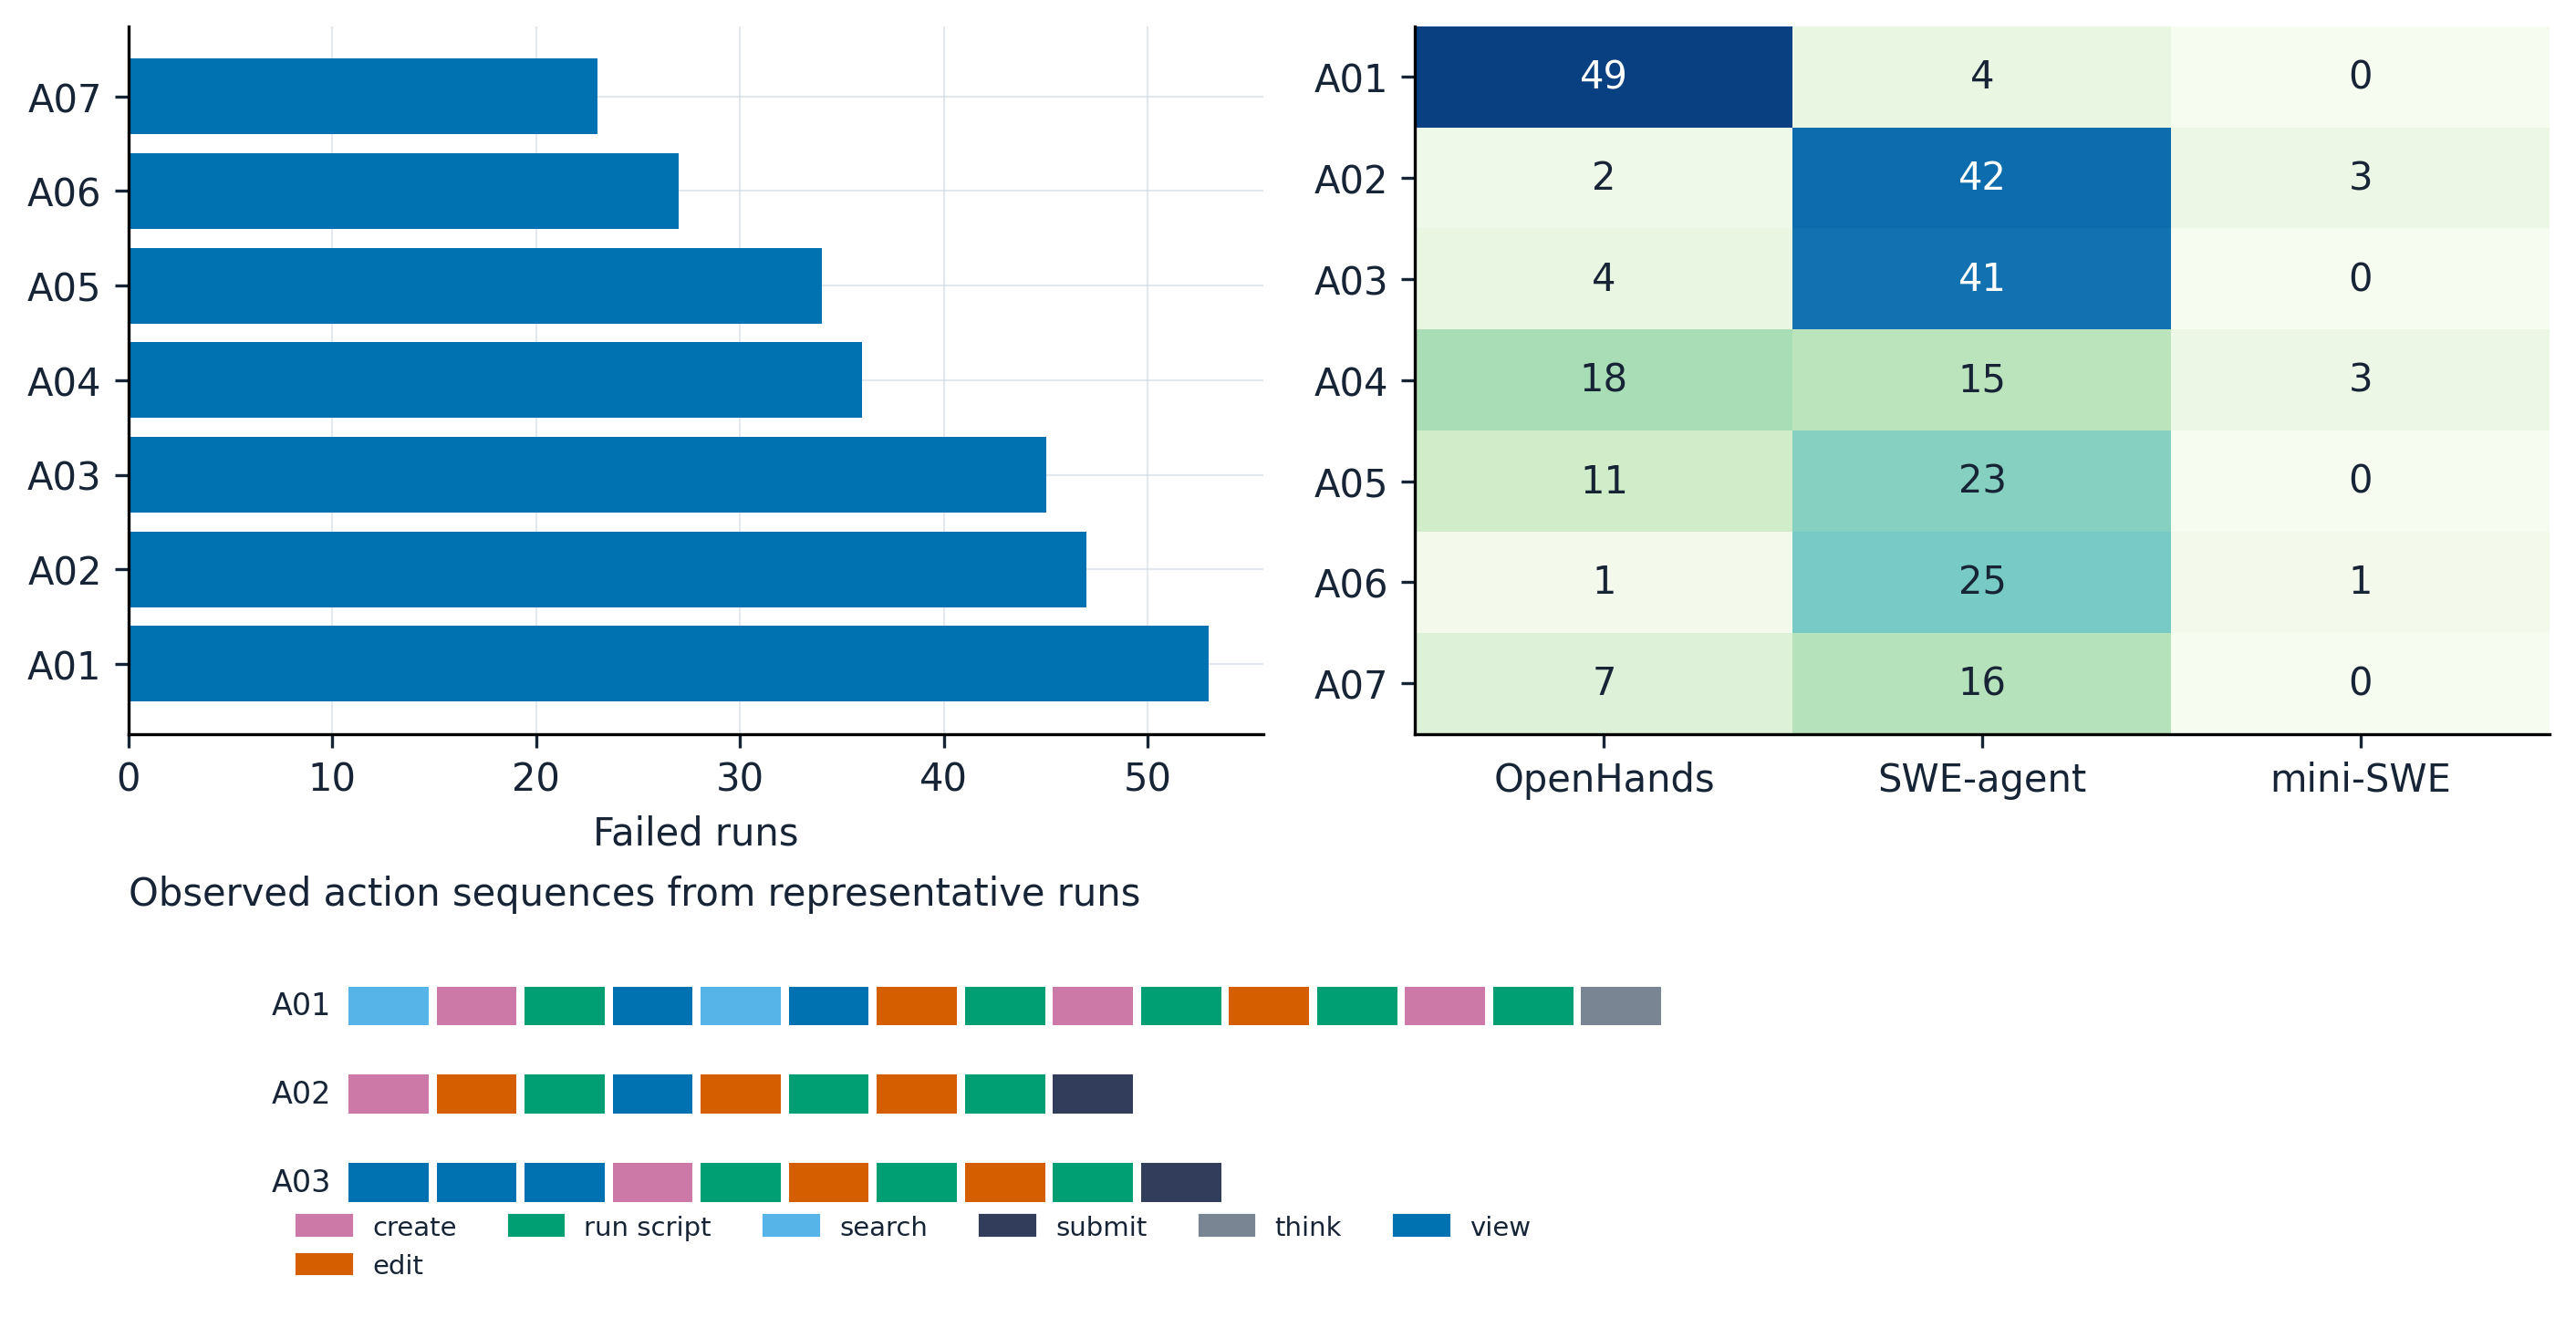 A07
A06
A05
A04
A03
A02
A01
0 10 20 30 40 50
Failed runs
A01 49 4 0
A02 2 42 3
A03 4 41 0
A04 18 15 3
A05 11 23 0
A06 1 25 1
A07 7 16 0
OpenHands SWE-agent mini-SWE
Observed action sequences from representative runs
A01
A02
A03
create run script search submit think view
edit